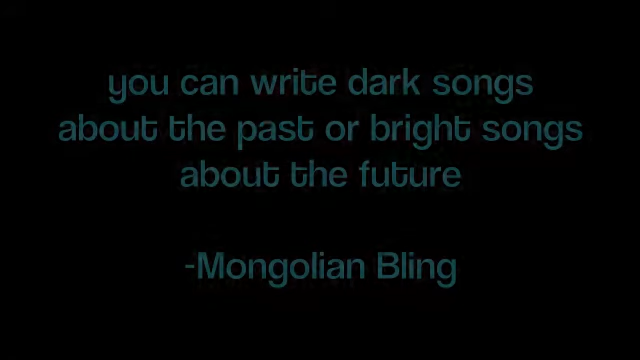 you can write dark songs
about the past or bright songs
about the future
-Mongolian Bling